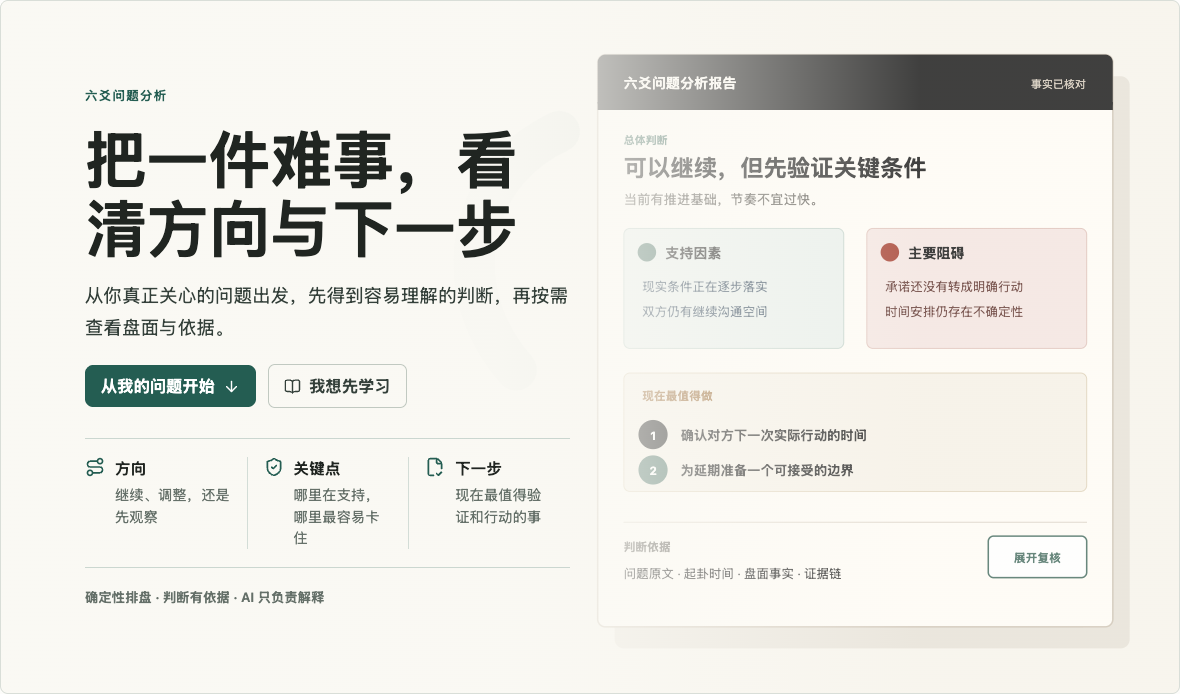 六爻问题分析
把一件难事，看
清方向与下一步
从你真正关心的问题出发，先得到容易理解的判断，再按需
查看盘面与依据。
从我的问题开始 ↓
我想先学习
方向
继续、调整，还是
先观察
关键点
哪里在支持，
哪里最容易卡
住
下一步
现在最值得验
证和行动的事
确定性排盘 · 判断有依据 · AI 只负责解释
六爻问题分析报告
事实已核对
总体判断
可以继续，但先验证关键条件
当前有推进基础，节奏不宜过快。
支持因素
现实条件正在逐步落实
双方仍有继续沟通空间
主要阻碍
承诺还没有转成明确行动
时间安排仍存在不确定性
现在最值得做
1 确认对方下一次实际行动的时间
2 为延期准备一个可接受的边界
判断依据
问题原文 · 起卦时间 · 盘面事实 · 证据链
展开复核